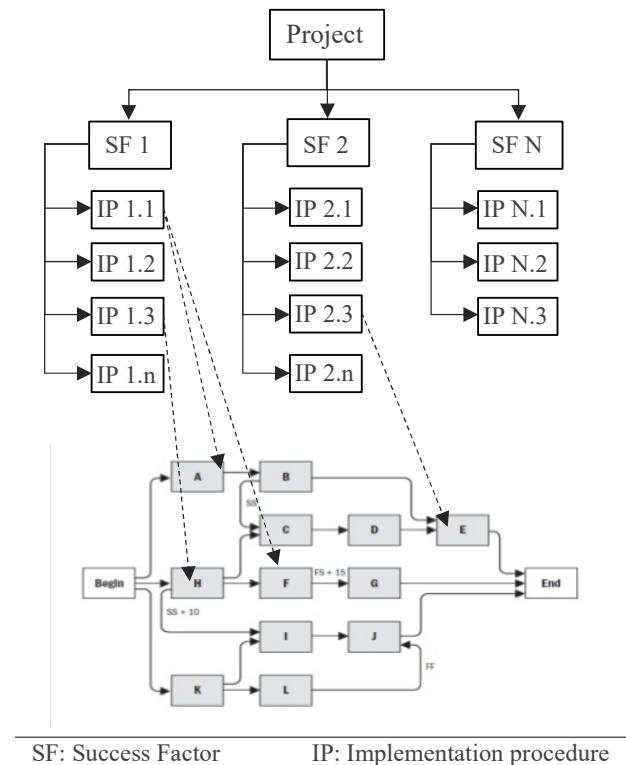 Project
SF 1 SF 2 SF N
IP 1.1 IP 2.1 IP N.1
IP 1.2 IP 2.2 IP N.2
IP 1.3 IP 2.3 IP N.3
IP 1.n IP 2.n
A B
SS
C D E
Begin H F FS + 15 G End
SS + 10
I J
FF
K L
SF: Success Factor IP: Implementation procedure